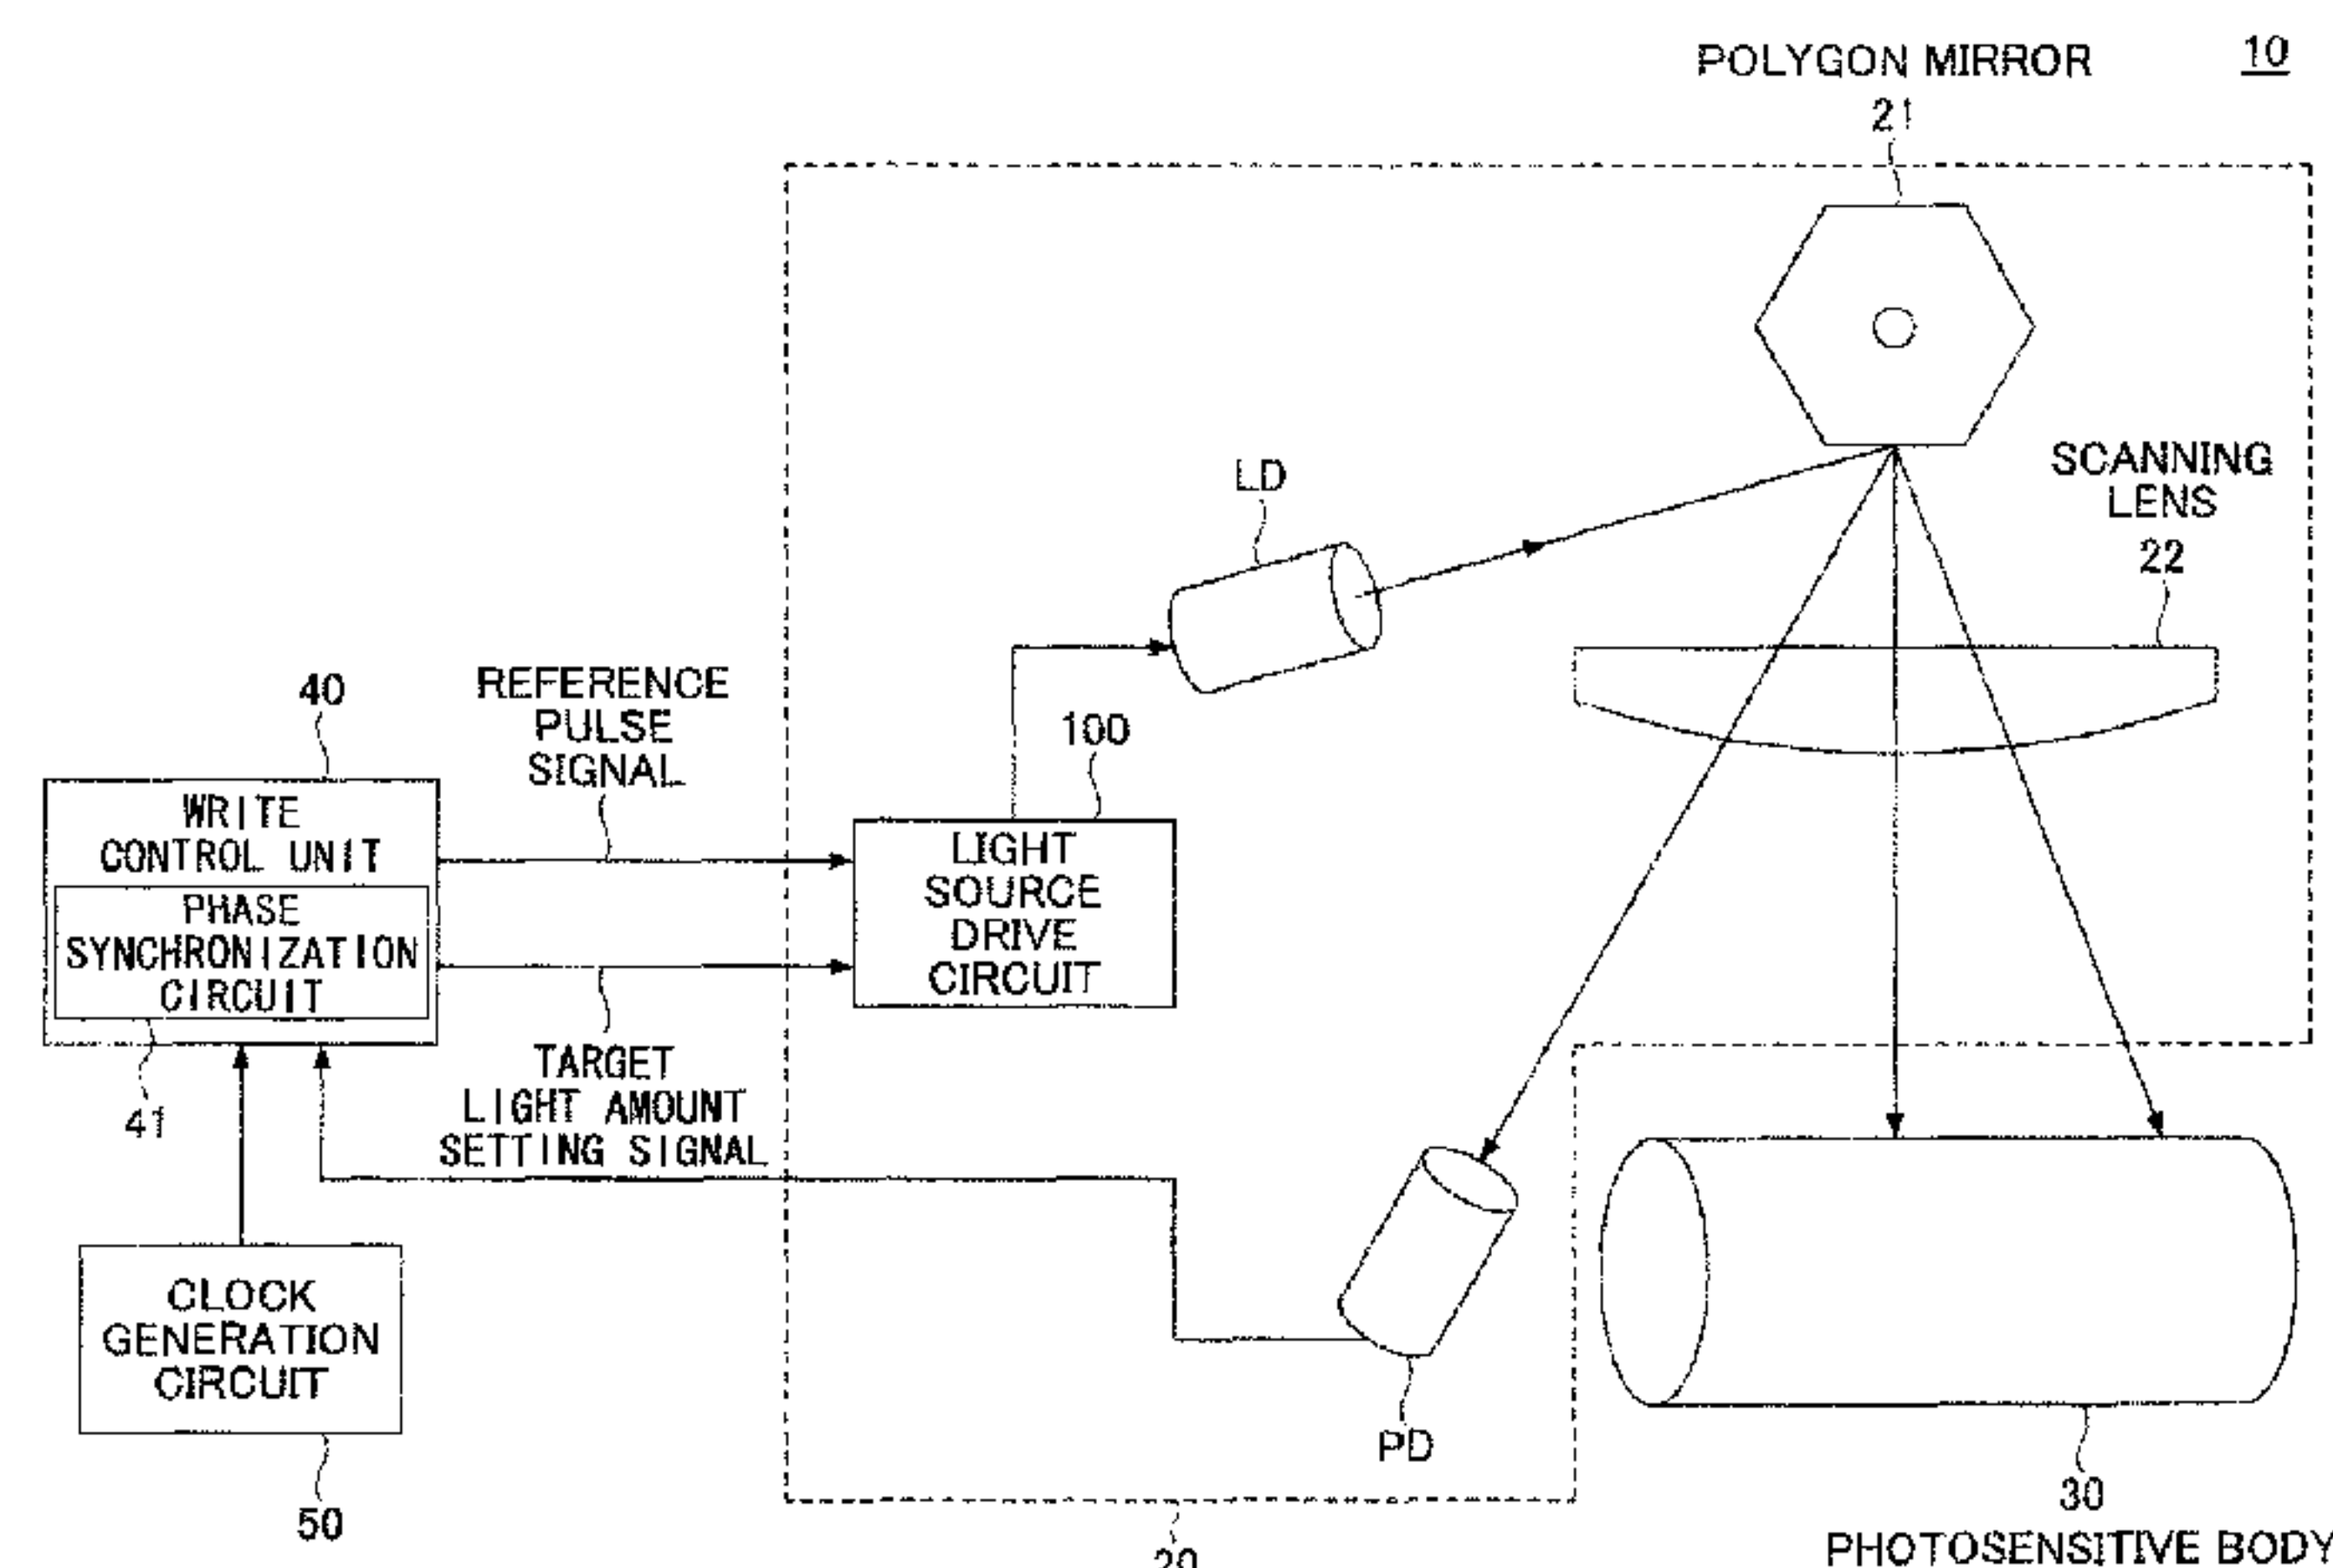 10
POLYGON MIRROR
21
SCANNING
LENS
22
LD
REFERENCE
PULSE
SIGNAL
40
100
WRITE
CONTROL UNIT
PHASE
SYNCHRONIZATION
CIRCUIT
41
LIGHT
SOURCE
DRIVE
CIRCUIT
TARGET
LIGHT AMOUNT
SETTING SIGNAL
CLOCK
GENERATION
CIRCUIT
50
PD
30
PHOTOSENSITIVE BODY